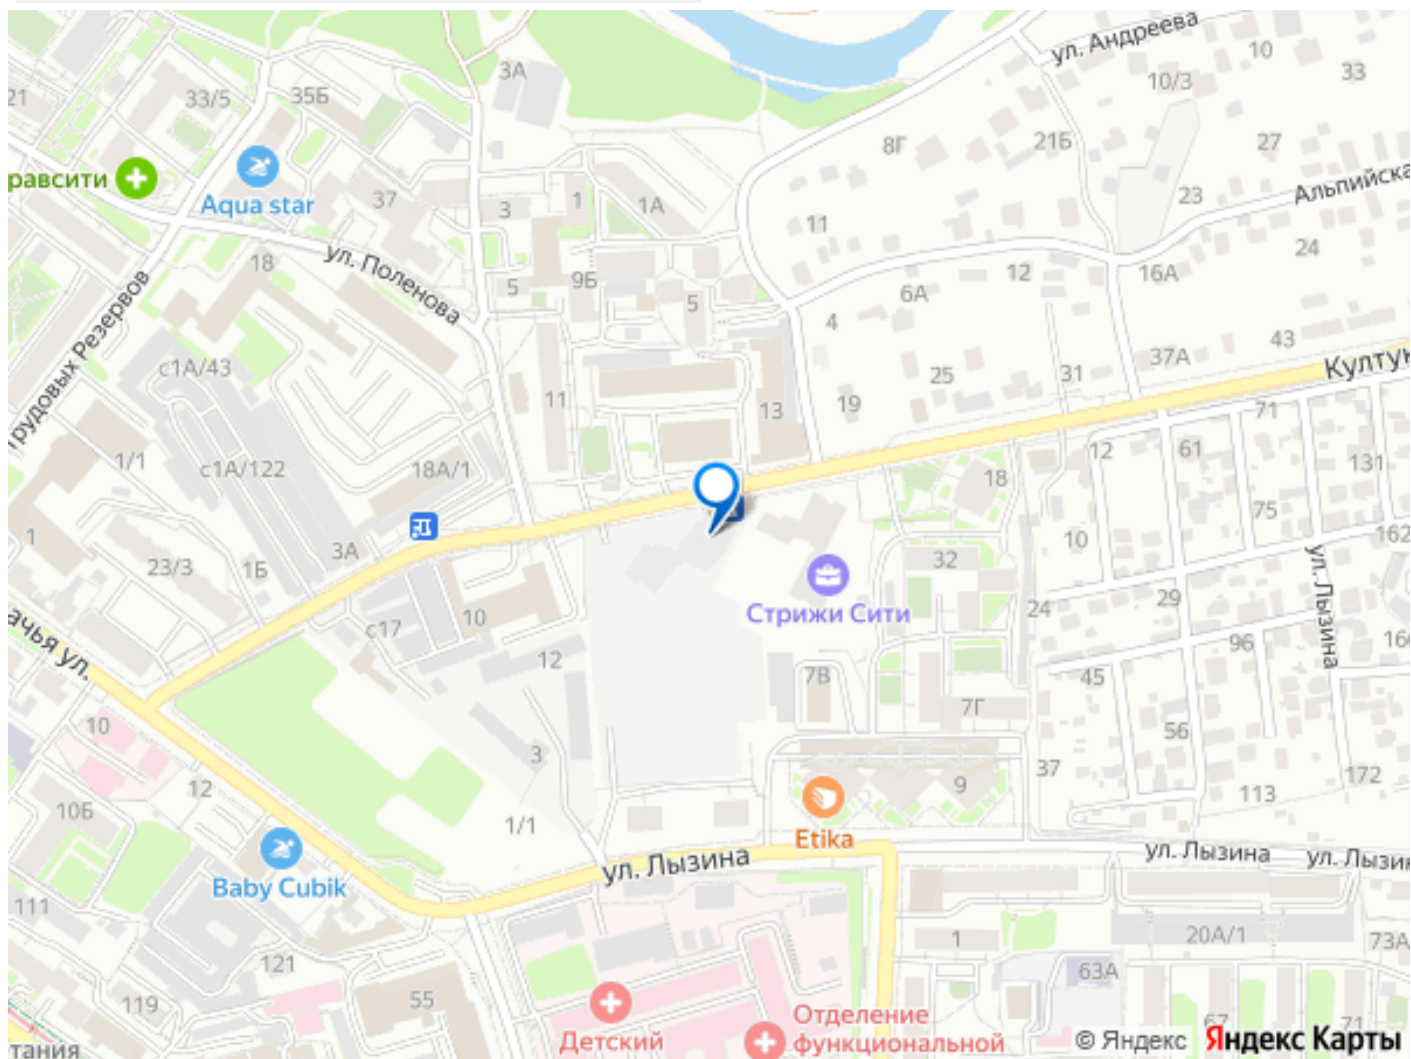 ул. Андреева
10
3А
33
21
33/5
35Б
10/3
8Г
21Б
27
равсити
Aqua star
37
3
1
1А
11
23
Альпийска
24
ул. Поленова
18
5
9Б
5
6А
12
16А
Трудовых Резервов
4
43
с1А/43
37А
Култук
25
31
11
13
19
71
1/1
12
61
131
с1А/122
18А/1
18
75
162
1
3А
10
23/3
1Б
32
ул. Лызина
Стрижи Сити
24
29
с17
10
96
16
ачья ул.
12
7В
45
7Г
56
10
3
37
9
172
12
113
10Б
1/1
Etika
ул. Лызина
ул. Лызина
ул. Лызин
Baby Cubik
111
1
20А/1
73А
121
63А
119
55
67
71
Детский
Отделение
функциональной
тания
© Яндекс Яндекс Карты